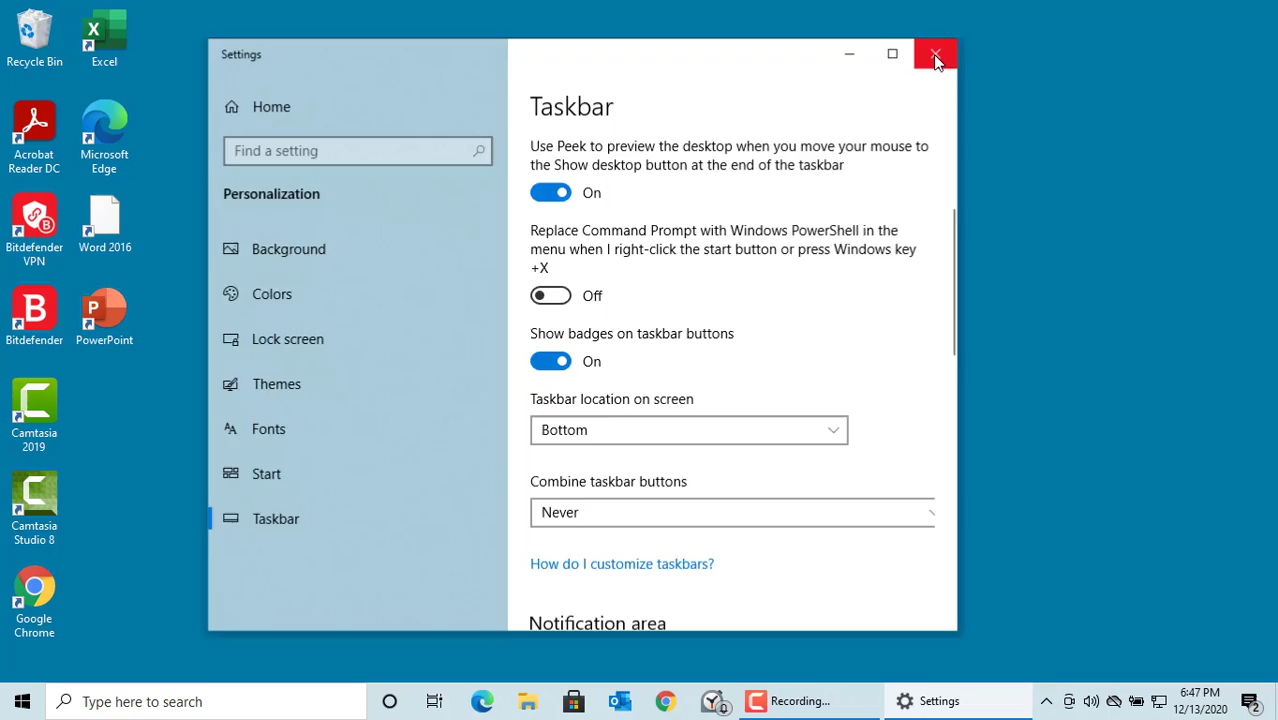 Recycle Bin
Excel
Acrobat
Reader DC
Microsoft
Edge
Bitdefender
VPN
Word 2016
Bitdefender
PowerPoint
Camtasia
2019
Camtasia
Studio 8
Google
Chrome
Settings
Home
Find a setting
Personalization
Background
Colors
Lock screen
Themes
Fonts
Start
Taskbar
Taskbar
Use Peek to preview the desktop when you move your mouse to
the Show desktop button at the end of the taskbar
On
Replace Command Prompt with Windows PowerShell in the
menu when I right-click the start button or press Windows key
+X
Off
Show badges on taskbar buttons
On
Taskbar location on screen
Bottom
Combine taskbar buttons
Never
How do I customize taskbars?
Notification area
Type here to search
Recording...
Settings
6:47 PM
12/13/2020
2